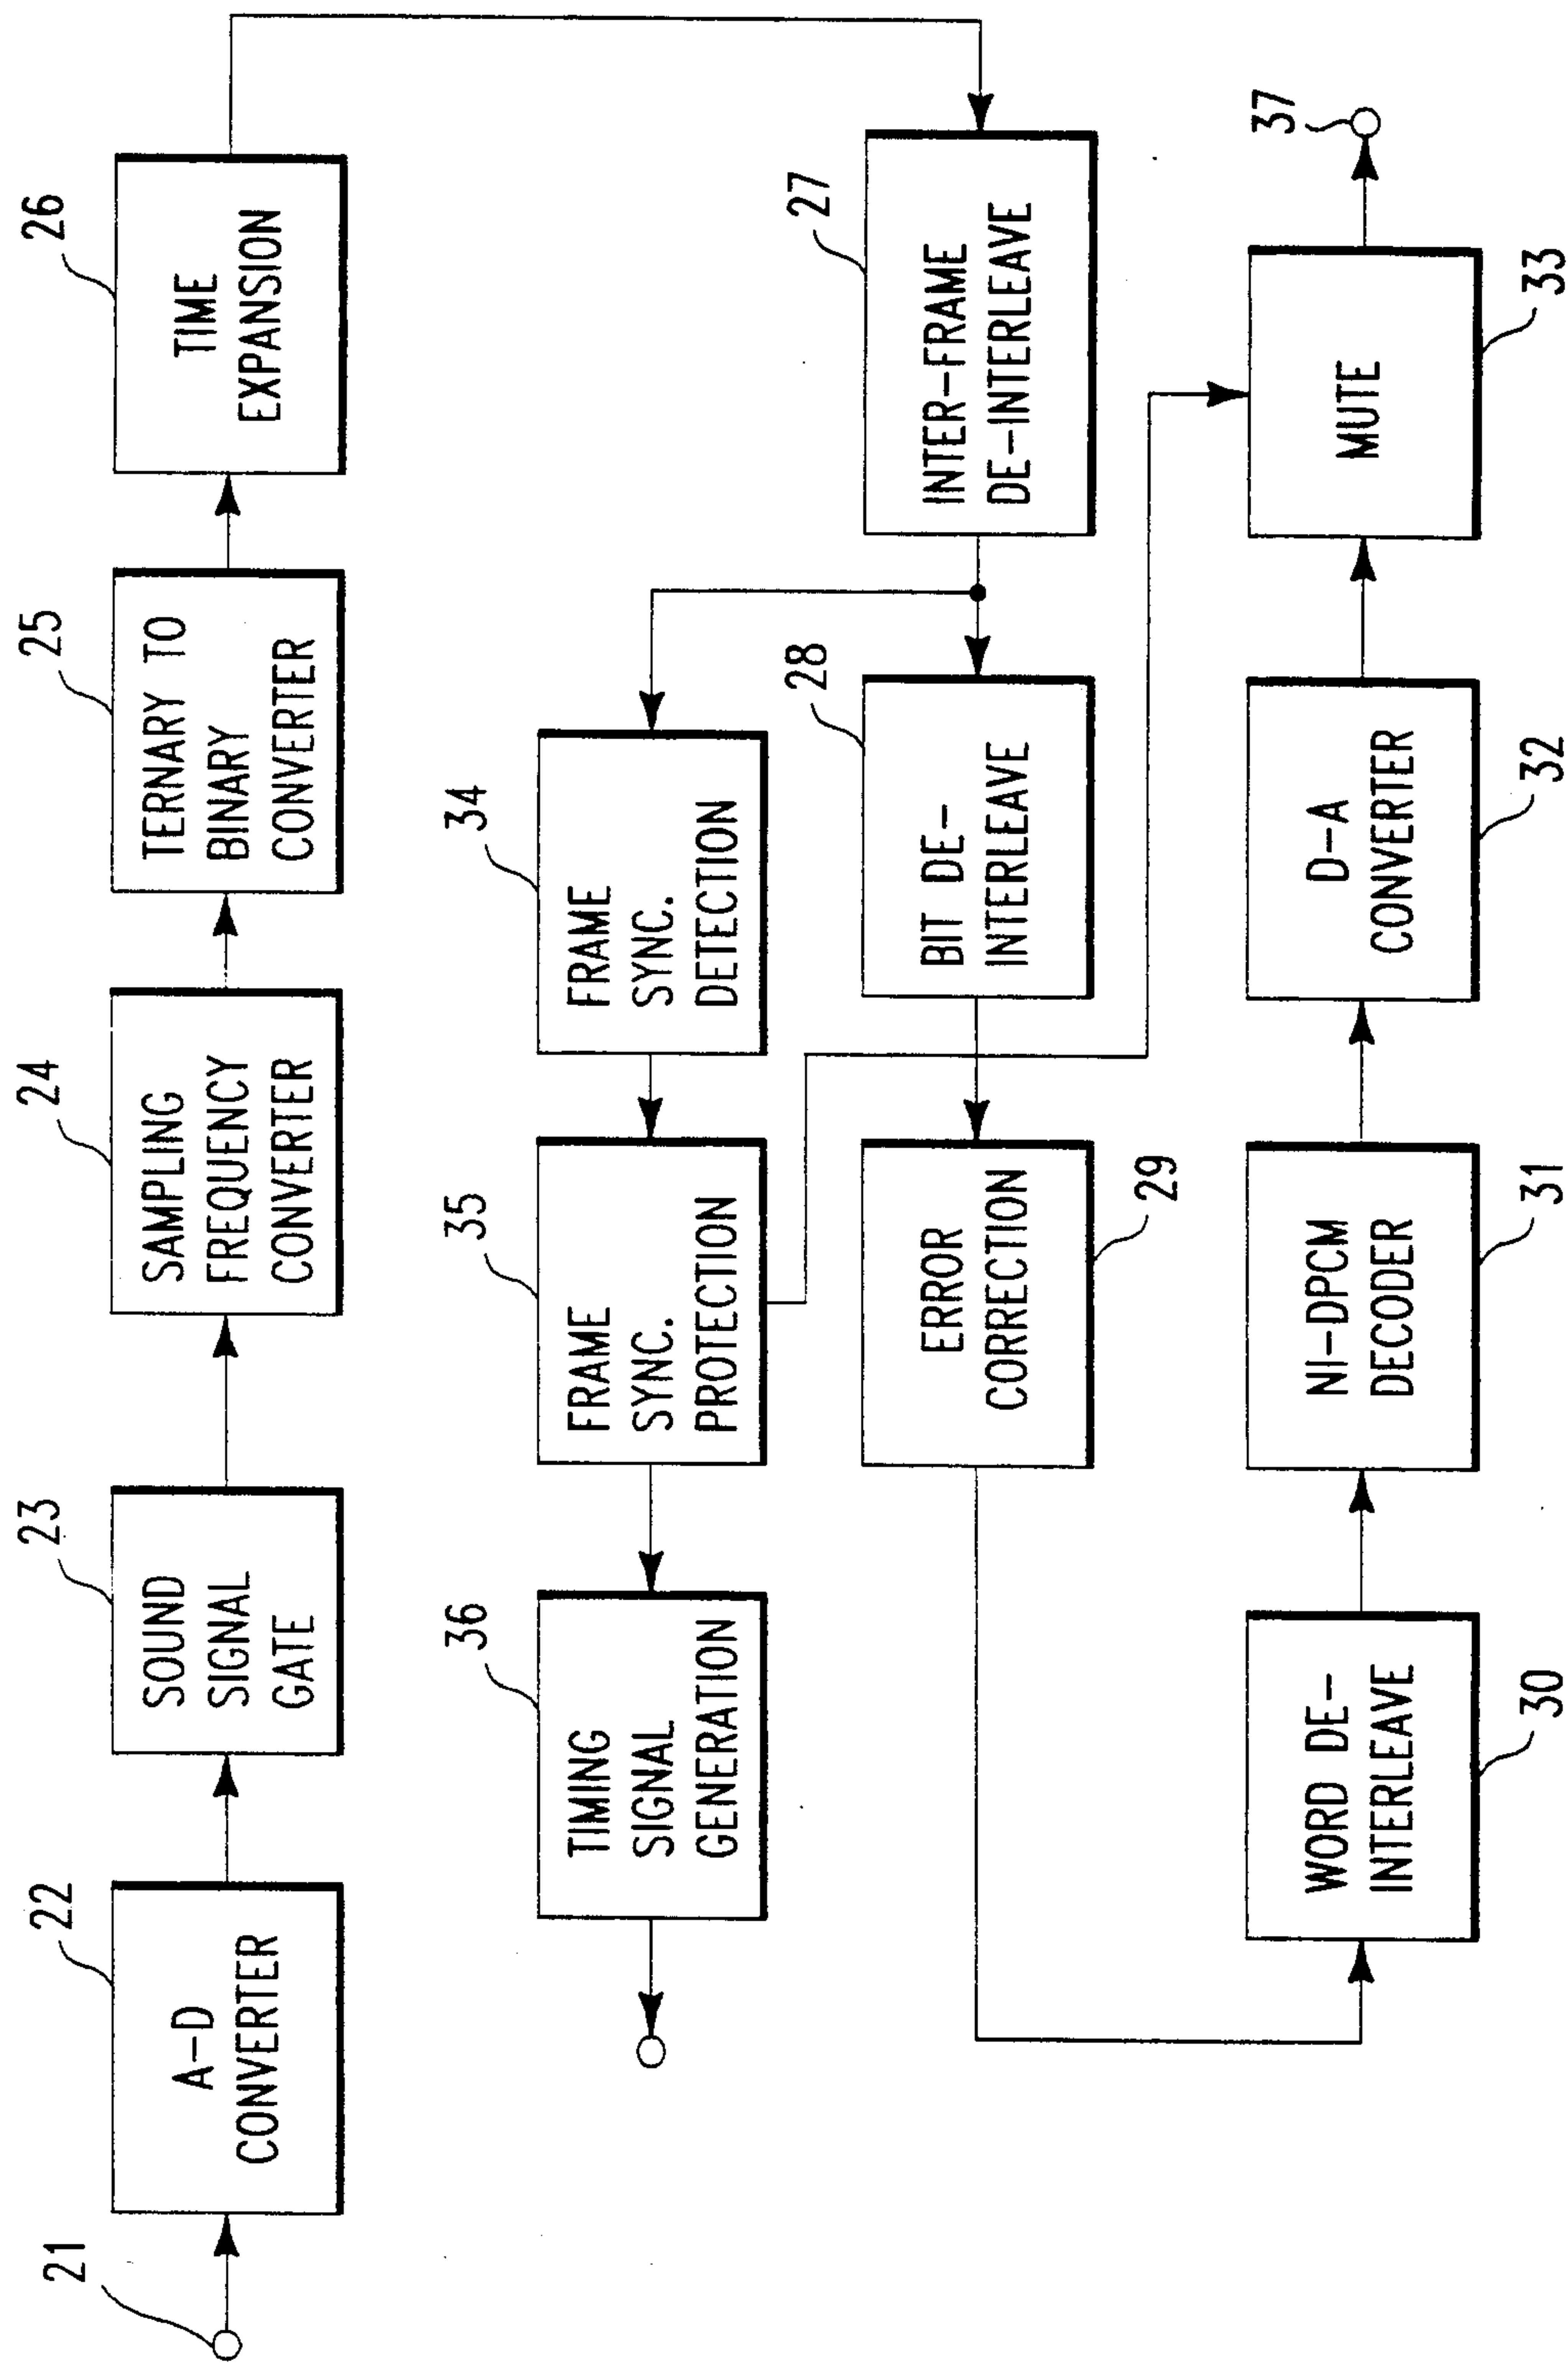 21
22
A-D
CONVERTER
23
SOUND
SIGNAL
GATE
24
SAMPLING
FREQUENCY
CONVERTER
25
TERNARY TO
BINARY
CONVERTER
26
TIME
EXPANSION
36
TIMING
SIGNAL
GENERATION
35
FRAME
SYNC.
PROTECTION
34
FRAME
SYNC.
DETECTION
27
INTER-FRAME
DE-INTERLEAVE
28
BIT DE-
INTERLEAVE
ERROR
CORRECTION
29
WORD DE-
INTERLEAVE
30
NI-DPCM
DECODER
31
D-A
CONVERTER
32
MUTE
33
37